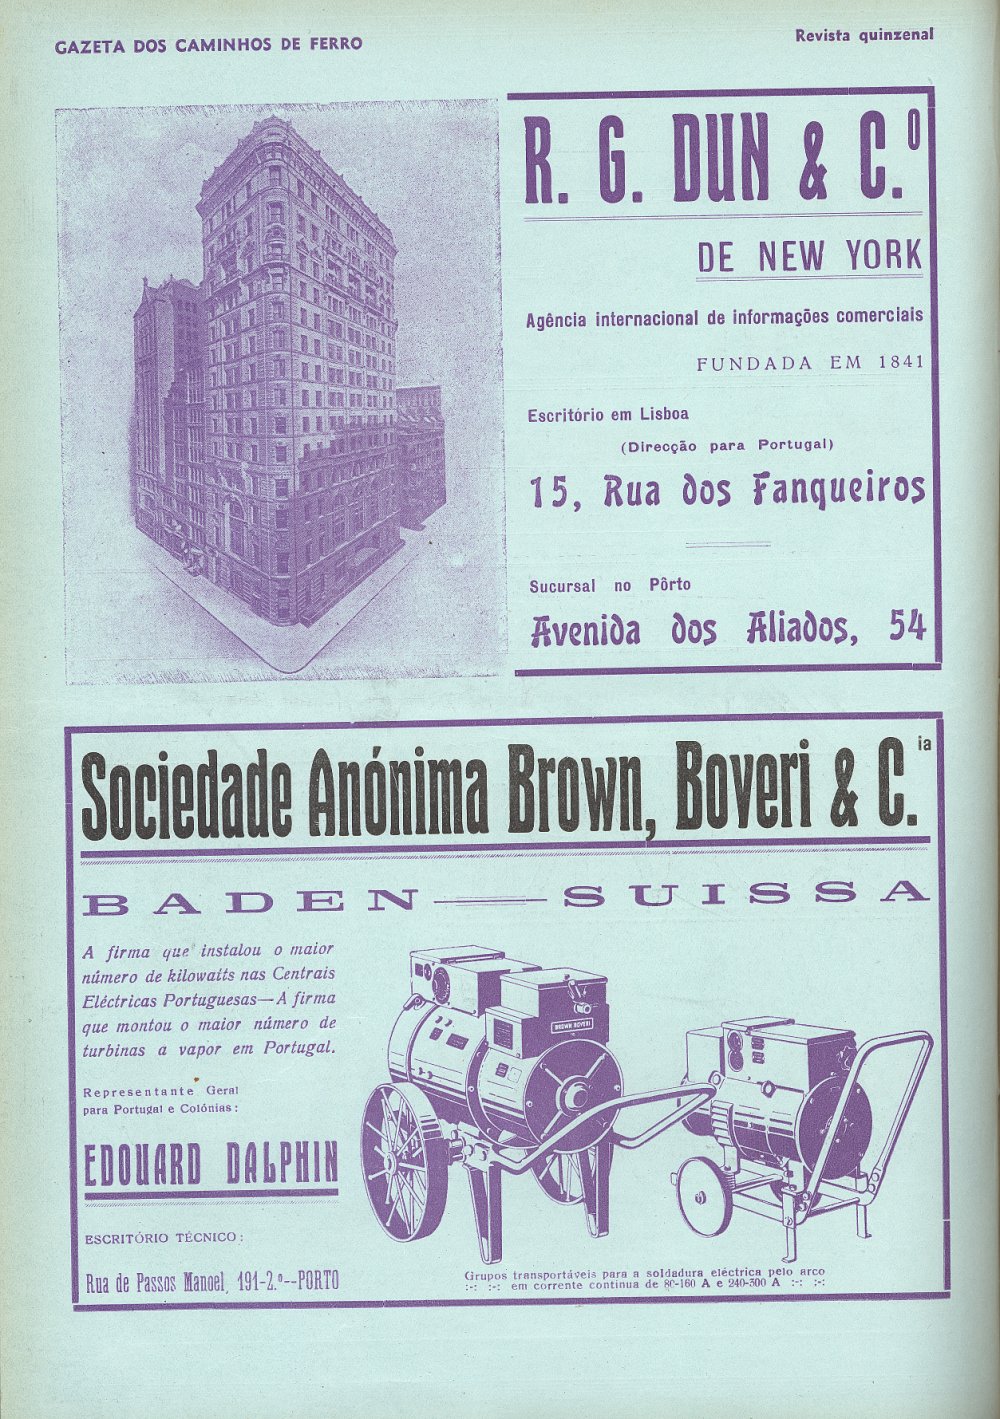 GAZETA DOS CAMINHOS DE FERRO
Revista quinzenal
R. G. DUN & C.º
DE NEW YORK
Agência internacional de informações comerciais
FUNDADA EM 1841
Escritório em Lisboa
(Direcção para Portugal)
15, Rua dos Fanqueiros
Sucursal no Pôrto
Avenida dos Aliados, 54
Sociedade Anónima Brown, Boveri & C.ia
BADEN — SUISSA
A firma que instalou o maior
número de kilowatts nas Centrais
Eléctricas Portuguesas—A firma
que montou o maior número de
turbinas a vapor em Portugal.
Representante Geral
para Portugal e Colónias:
EDOUARD DALPHIN
ESCRITÓRIO TÉCNICO:
Rua de Passos Manoel, 191-2.º--PORTO
BROWN BOVERI
Grupos transportáveis para a soldadura eléctrica pelo arco
:-: :-: em corrente contínua de 80-160 A e 240-300 A :-: :-: